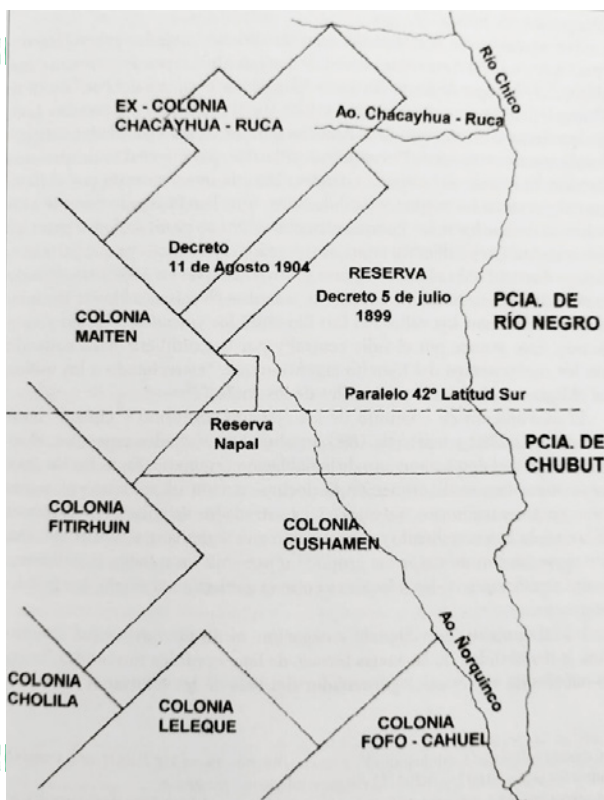 Río Chico
EX - COLONIA
CHACAYHUA - RUCA
Ao. Chacayhua - Ruca
Decreto
11 de Agosto 1904
RESERVA
Decreto 5 de julio
1899
PCIA. DE
RÍO NEGRO
COLONIA
MAITEN
Paralelo 42º Latitud Sur
Reserva
Napal
PCIA. DE
CHUBUT
COLONIA
FITIRHUIN
COLONIA
CUSHAMEN
Ao. Ñorquinco
COLONIA
CHOLILA
COLONIA
LELEQUE
COLONIA
FOFO - CAHUEL